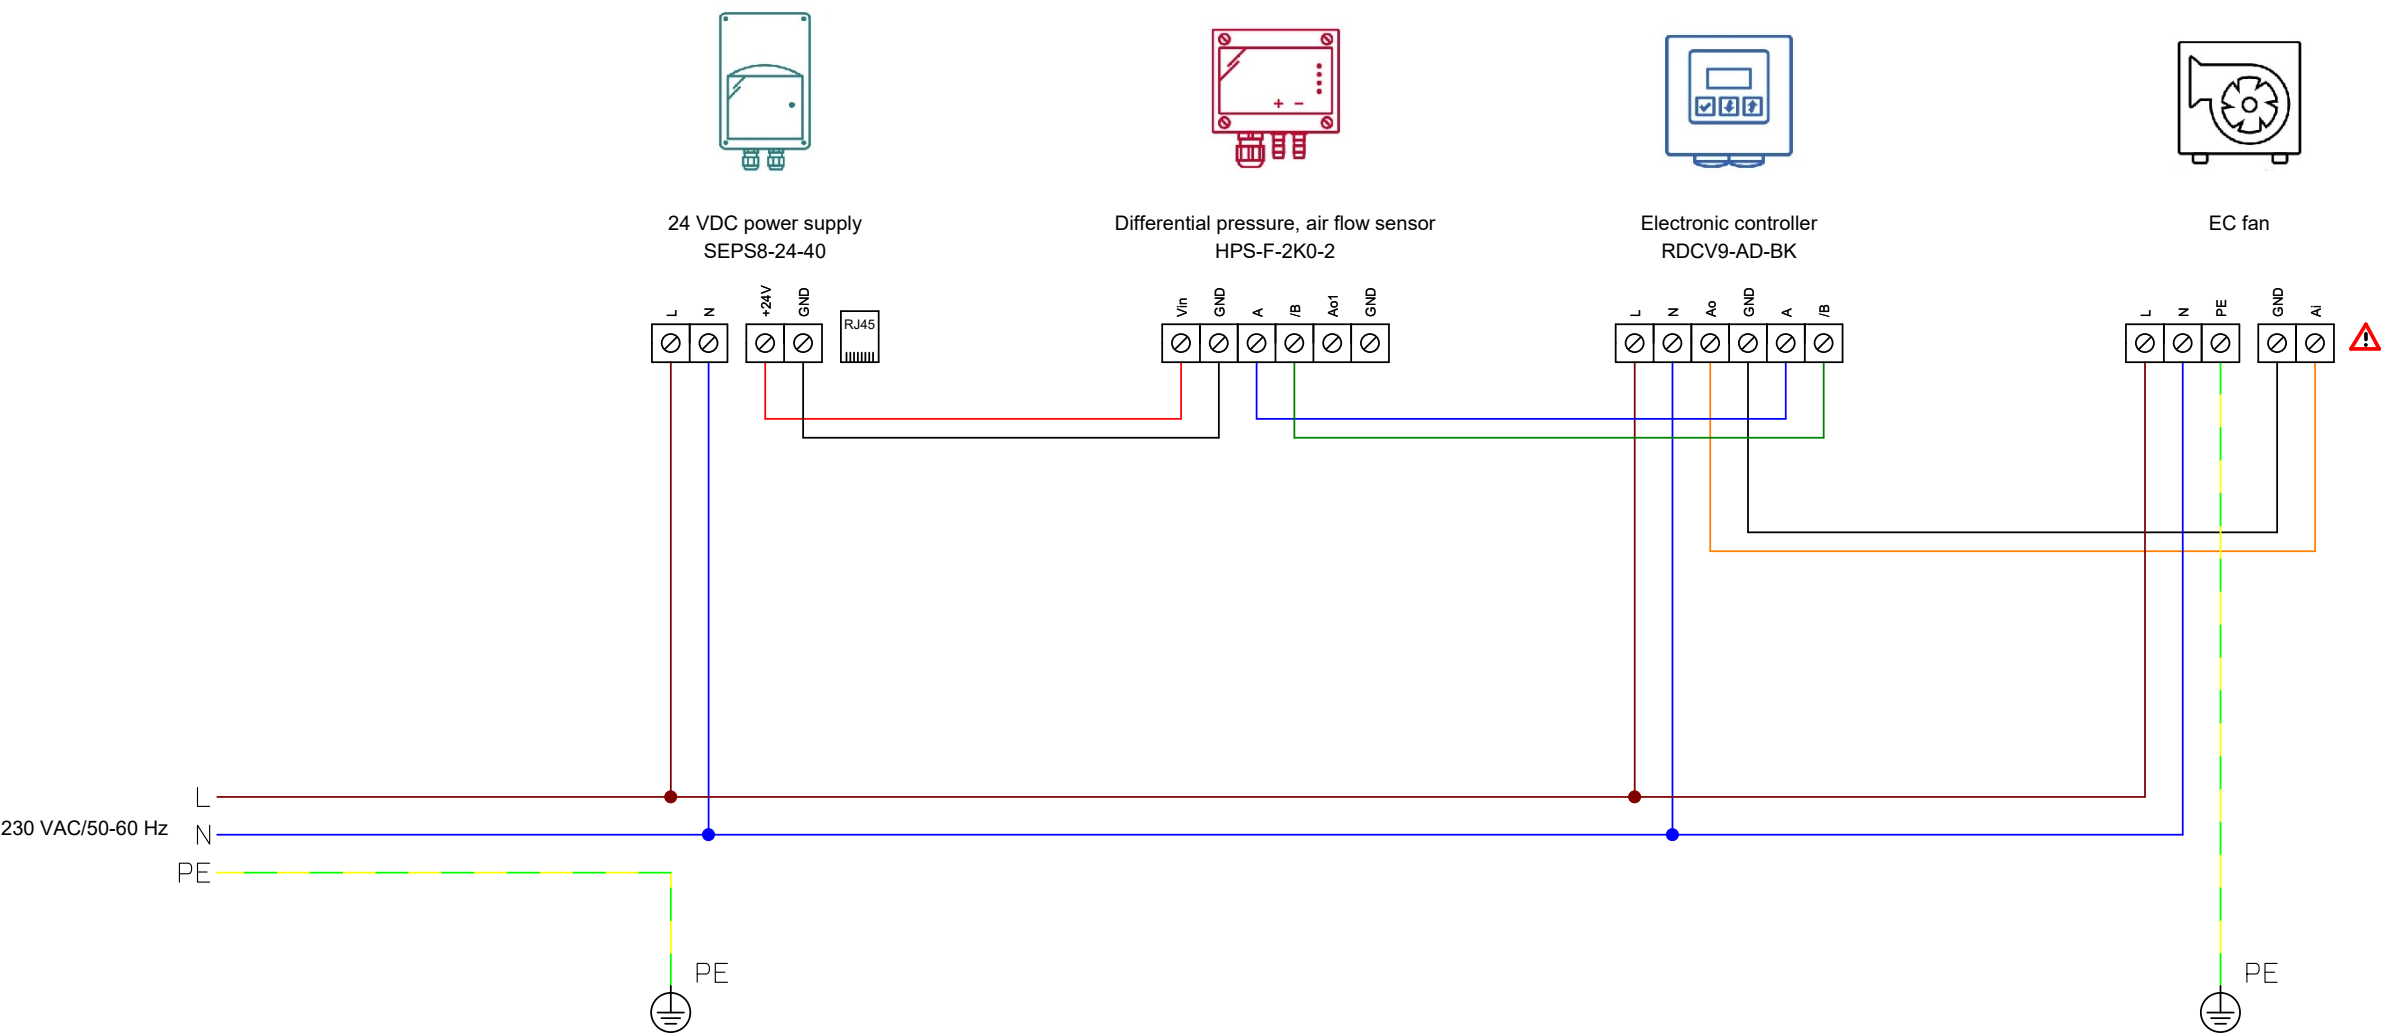 24 VDC power supply
SEPS8-24-40
Differential pressure, air flow sensor
HPS-F-2K0-2
Electronic controller
RDCV9-AD-BK
EC fan
L
N
+24V
GND
RJ45
Vin
GND
A
/B
Ao1
GND
L
N
Ao
GND
A
/B
L
N
PE
GND
Ai
L
230 VAC/50-60 Hz
N
PE
PE
PE